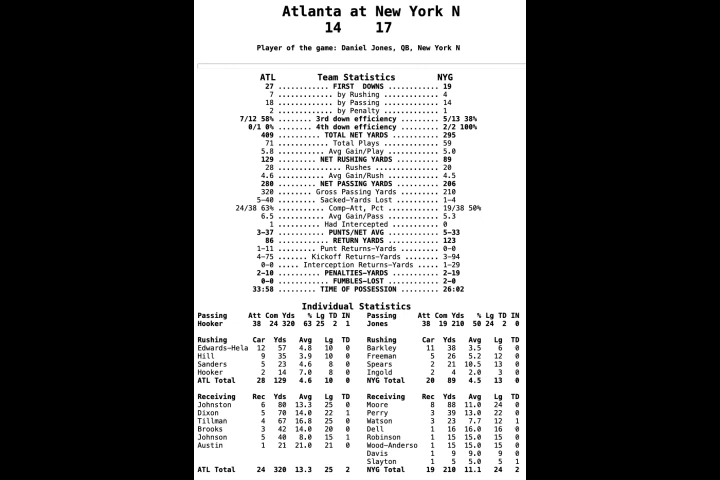 Atlanta at New York N
14 17
Player of the game: Daniel Jones, QB, New York N
ATL Team Statistics NYG
27 ............ FIRST DOWNS ........... 19
7 ............. by Rushing ............ 4
18 ............ by Passing ............ 14
2 ............. by Penalty ............ 1
7/12 58% ..... 3rd down efficiency ......... 5/13 38%
0/1 0% ..... 4th down efficiency ......... 2/2 100%
409 .......... TOTAL NET YARDS .......... 295
71 ........... Total Plays ........... 59
5.8 .......... Avg Gain/Play .......... 5.0
129 ......... NET RUSHING YARDS ......... 89
28 ............. Rushes .............. 20
4.6 .......... Avg Gain/Rush .......... 4.5
280 ......... NET PASSING YARDS ........ 206
320 ........ Gross Passing Yards ....... 210
5-40 ....... Sacked-Yards Lost ........ 1-4
24/38 63% ......... Comp-Att, Pct .......... 19/38 50%
6.5 .......... Avg Gain/Pass .......... 5.3
1 ........... Had Intercepted .......... 0
3-37 ......... PUNTS/NET AVG .......... 5-33
86 ........... RETURN YARDS ........... 123
1-11 ....... Punt Returns-Yards ....... 0-0
4-75 ...... Kickoff Returns-Yards ...... 3-94
0-0 ..... Interception Returns-Yards ..... 1-29
2-10 ........ PENALTIES-YARDS ......... 2-19
0-0 .......... FUMBLES-LOST .......... 2-0
33:58 ....... TIME OF POSSESSION ....... 26:02
Individual Statistics
Passing Att Com Yds % Lg TD IN
Hooker 38 24 320 63 25 2 1
Passing Att Com Yds % Lg TD IN
Jones 38 19 210 50 24 2 0
Rushing Car Yds Avg Lg TD
Edwards-Hela 12 57 4.8 10 0
Hill 9 35 3.9 10 0
Sanders 5 23 4.6 8 0
Hooker 2 14 7.0 8 0
ATL Total 28 129 4.6 10 0
Rushing Car Yds Avg Lg TD
Barkley 11 38 3.5 6 0
Freeman 5 26 5.2 12 0
Spears 2 21 10.5 13 0
Ingold 2 4 2.0 3 0
NYG Total 20 89 4.5 13 0
Receiving Rec Yds Avg Lg TD
Johnston 6 80 13.3 25 0
Dixon 5 70 14.0 22 1
Tillman 4 67 16.8 25 0
Brooks 3 42 14.0 20 0
Johnson 5 40 8.0 15 1
Austin 1 21 21.0 21 0
ATL Total 24 320 13.3 25 2
Receiving Rec Yds Avg Lg TD
Moore 8 88 11.0 24 0
Perry 3 39 13.0 22 0
Watson 3 23 7.7 12 1
Dell 1 16 16.0 16 0
Robinson 1 15 15.0 15 0
Wood-Anderso 1 15 15.0 15 0
Davis 1 9 9.0 9 0
Slayton 1 5 5.0 5 1
NYG Total 19 210 11.1 24 2